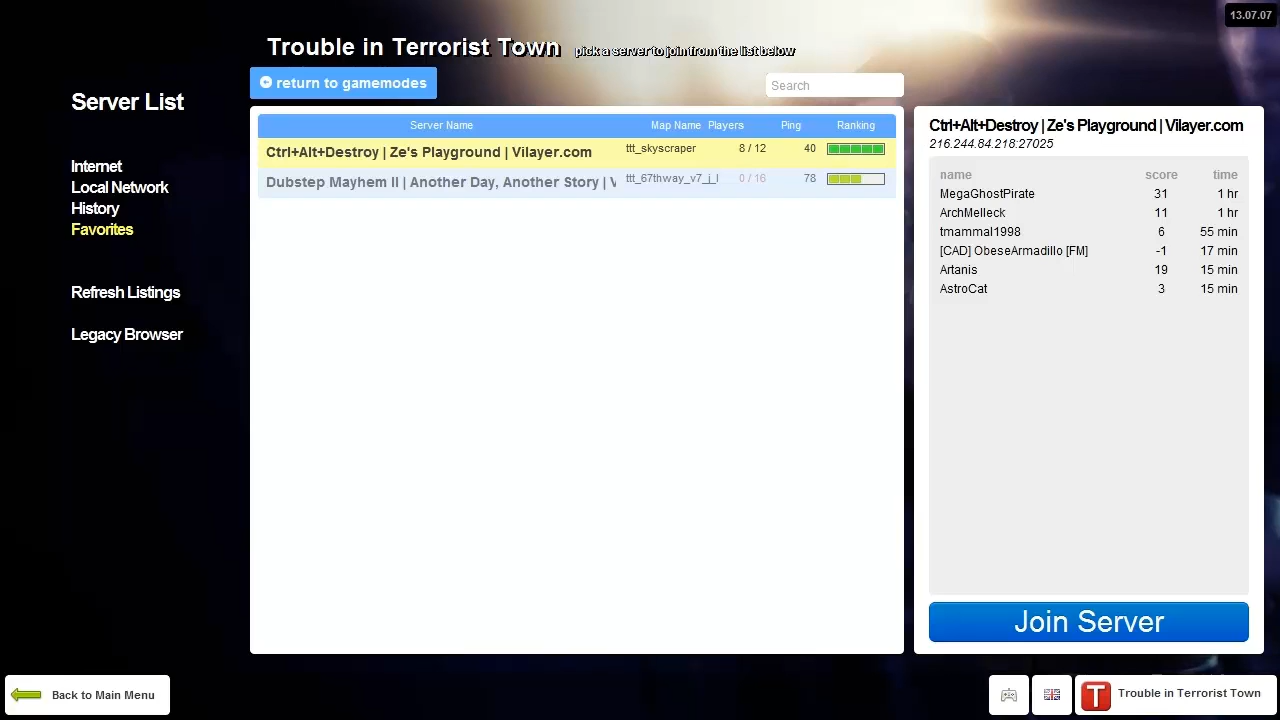 13.07.07
Trouble in Terrorist Town pick a server to join from the list below
return to gamemodes
Search
Server List
Internet
Local Network
History
Favorites
Refresh Listings
Legacy Browser
Server Name Map Name Players Ping Ranking
Ctrl+Alt+Destroy | Ze's Playground | Vilayer.com ttt_skyscraper 8 / 12 40
Dubstep Mayhem II | Another Day, Another Story | V ttt_67thway_v7_j_l 0 / 16 78
Ctrl+Alt+Destroy | Ze's Playground | Vilayer.com
216.244.84.218:27025
name score time
MegaGhostPirate 31 1 hr
ArchMelleck 11 1 hr
tmammal1998 6 55 min
[CAD] ObeseArmadillo [FM] -1 17 min
Artanis 19 15 min
AstroCat 3 15 min
Join Server
Back to Main Menu
T Trouble in Terrorist Town